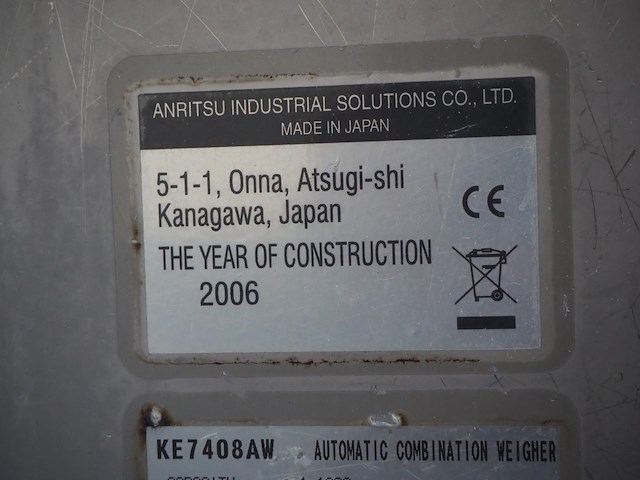 ANRITSU INDUSTRIAL SOLUTIONS CO., LTD.
MADE IN JAPAN
5-1-1, Onna, Atsugi-shi
Kanagawa, Japan
CE
THE YEAR OF CONSTRUCTION
2006
KE7408AW AUTOMATIC COMBINATION WEIGHER